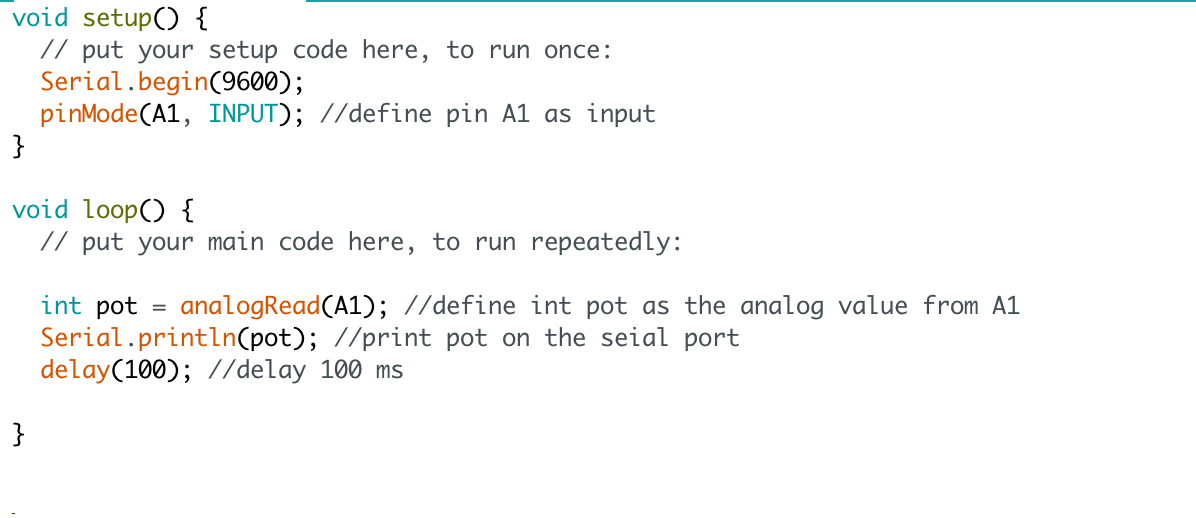 void setup() {
  // put your setup code here, to run once:
  Serial.begin(9600);
  pinMode(A1, INPUT); //define pin A1 as input
}
void loop() {
  // put your main code here, to run repeatedly:
  int pot = analogRead(A1); //define int pot as the analog value from A1
  Serial.println(pot); //print pot on the seial port
  delay(100); //delay 100 ms
}